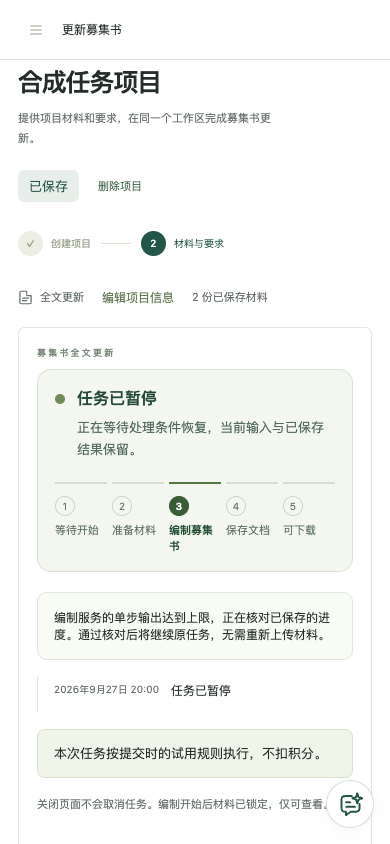 更新募集书
合成任务项目
提供项目材料和要求，在同一个工作区完成募集书更
新。
已保存 删除项目
创建项目 2 材料与要求
全文更新 编辑项目信息 2 份已保存材料
募集书全文更新
任务已暂停
正在等待处理条件恢复，当前输入与已保存
结果保留。
1 2 3 4 5
等待开始 准备材料 编制募集 保存文档 可下载
书
编制服务的单步输出达到上限，正在核对已保存的进
度。通过核对后将继续原任务，无需重新上传材料。
2026年9月27日 20:00 任务已暂停
本次任务按提交时的试用规则执行，不扣积分。
关闭页面不会取消任务。编制开始后材料已锁定，仅可查看。